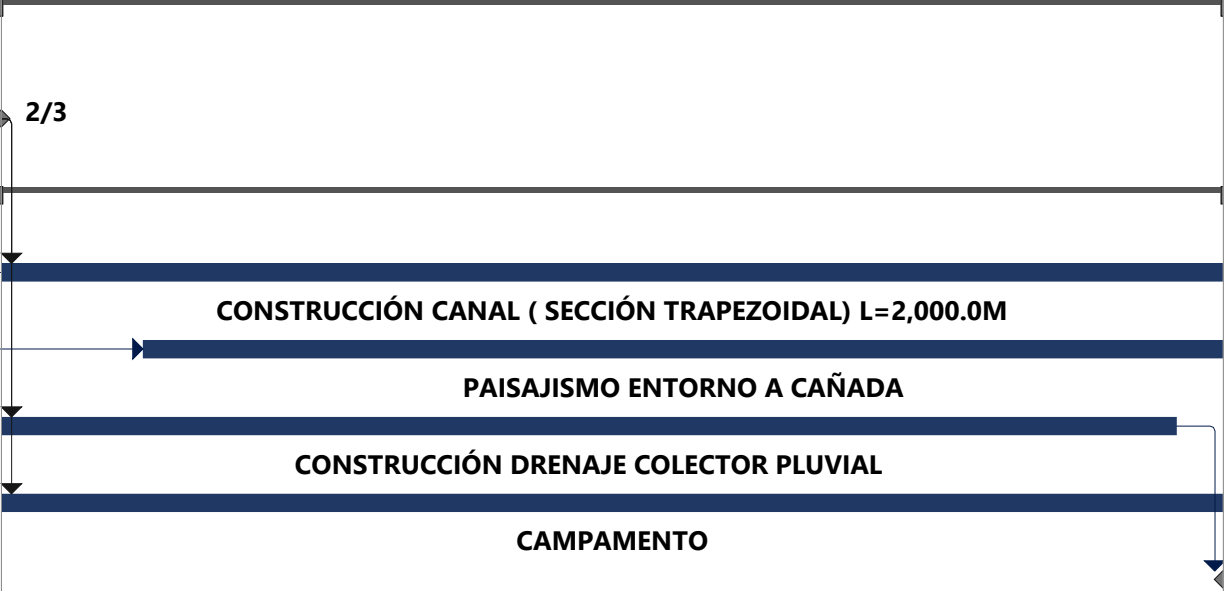 2/3
CONSTRUCCIÓN CANAL ( SECCIÓN TRAPEZOIDAL) L=2,000.0M
PAISAJISMO ENTORNO A CAÑADA
CONSTRUCCIÓN DRENAJE COLECTOR PLUVIAL
CAMPAMENTO